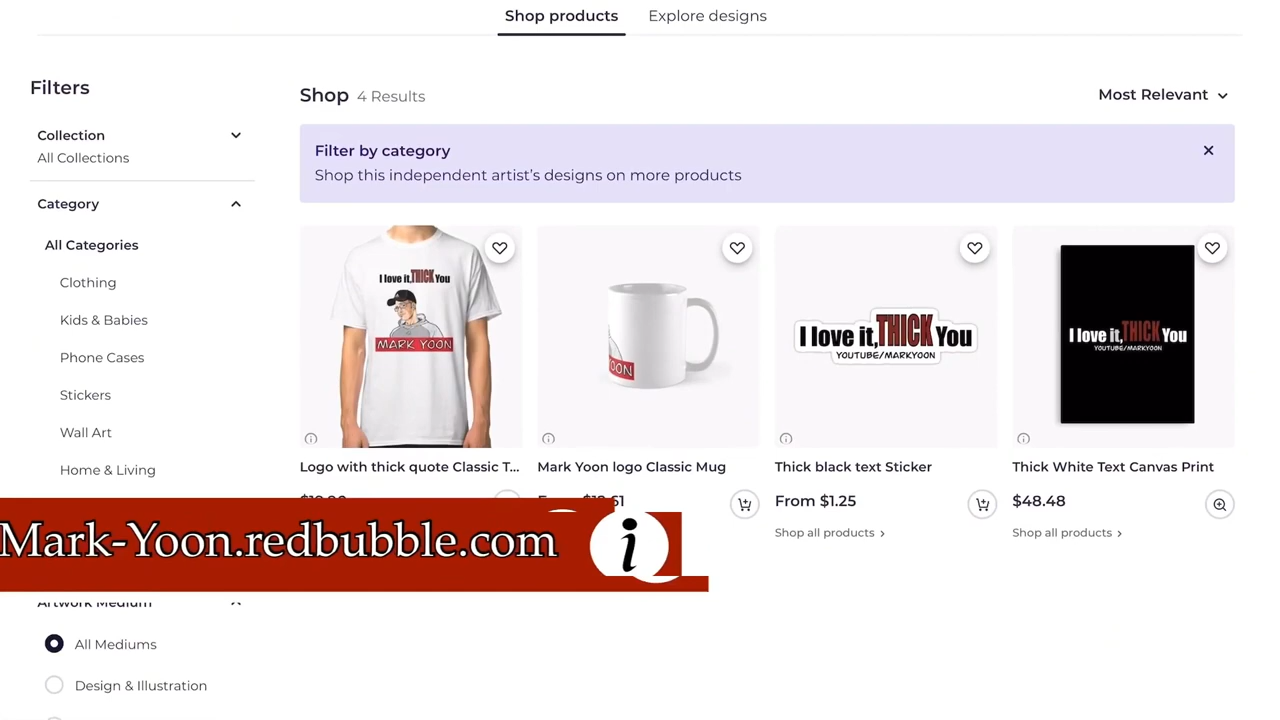 Shop products
Explore designs
Filters
Collection
All Collections
Category
All Categories
Clothing
Kids & Babies
Phone Cases
Stickers
Wall Art
Home & Living
Artwork Medium
All Mediums
Design & Illustration
Shop 4 Results
Most Relevant
Filter by category
Shop this independent artist's designs on more products
I love it,THICK You
MARK YOON
OON
I love it,THICK You
YOUTUBE/MARKYOON
I love it,THICK You
YOUTUBE/MARKYOON
Logo with thick quote Classic T...
Mark Yoon logo Classic Mug
Thick black text Sticker
From $1.25
Shop all products
Thick White Text Canvas Print
$48.48
Shop all products
Mark-Yoon.redbubble.com
i